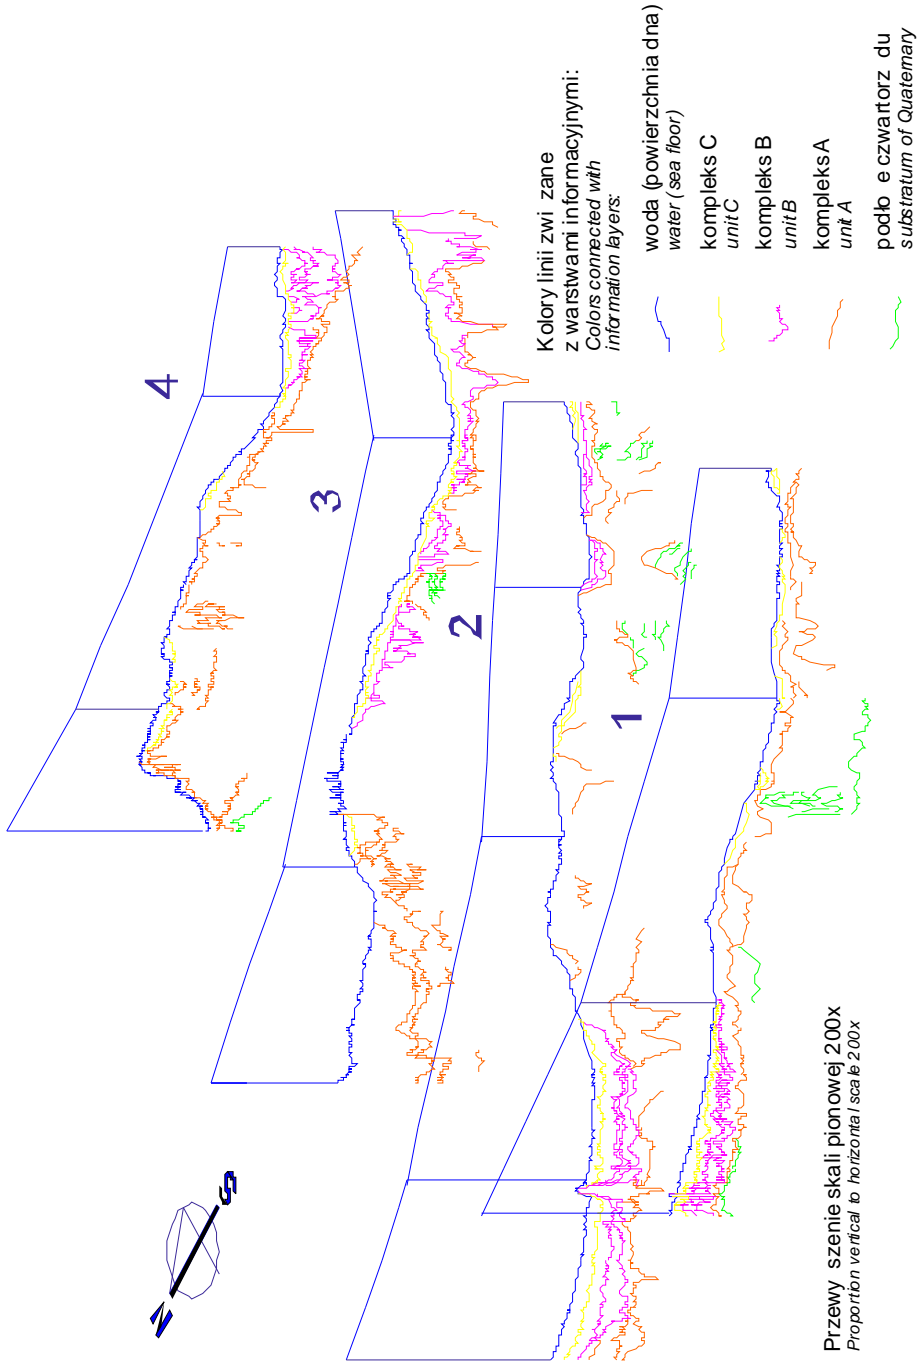 4
3
2
1
N
S
Kolory linii zwi zane
z warstwami informacyjnymi:
Colors connected with
information layers:
woda (powierzchnia dna)
water (sea floor)
kompleks C
unit C
kompleks B
unit B
kompleks A
unit A
podło e czwartorz du
substratum of Quaternary
Przewy szenie skali pionowej 200x
Proportion vertical to horizontal scale 200x